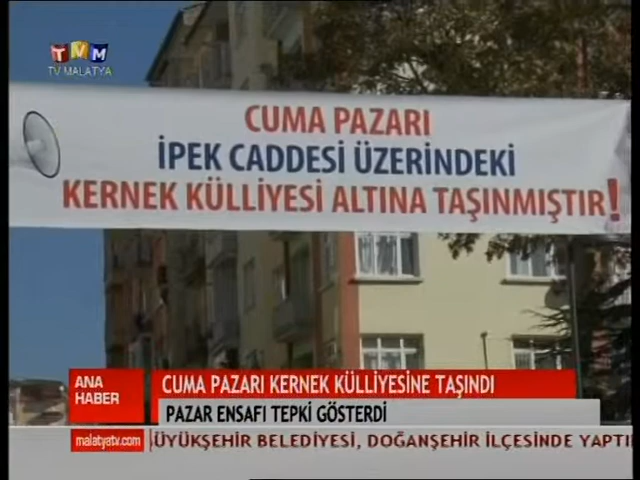 TVM
TV MALATYA
CUMA PAZARI
İPEK CADDESİ ÜZERİNDEKİ
KERNEK KÜLLİYESİ ALTINA TAŞINMIŞTIR!
ANA
HABER
CUMA PAZARI KERNEK KÜLLİYESİNE TAŞINDI
PAZAR ENSAFI TEPKİ GÖSTERDİ
malatyatv.com
ÜYÜKŞEHİR BELEDİYESİ, DOĞANŞEHİR İLÇESİNDE YAPTI